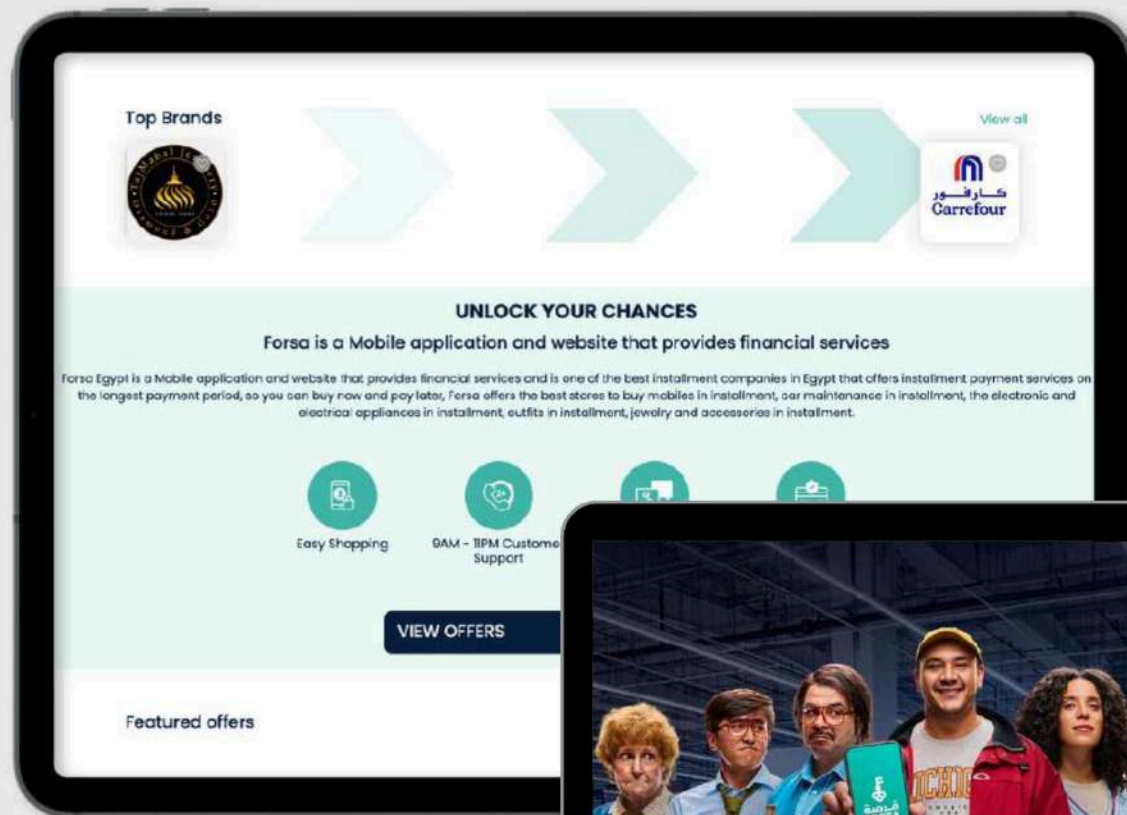 Top Brands
View all
كارفور
Carrefour
UNLOCK YOUR CHANCES
Forsa is a Mobile application and website that provides financial services
Forsa Egypt is a Mobile application and website that provides financial services and is one of the best installment companies in Egypt that offers installment payment services on
the longest payment period, so you can buy now and pay later, Forsa offers the best stores to buy mobiles in installment, car maintenance in installment, the electronic and
electrical appliances in installment, outfits in installment, jewelry and accessories in installment.
Easy Shopping
9AM - 11PM Custome
Support
VIEW OFFERS
Featured offers
فرصة